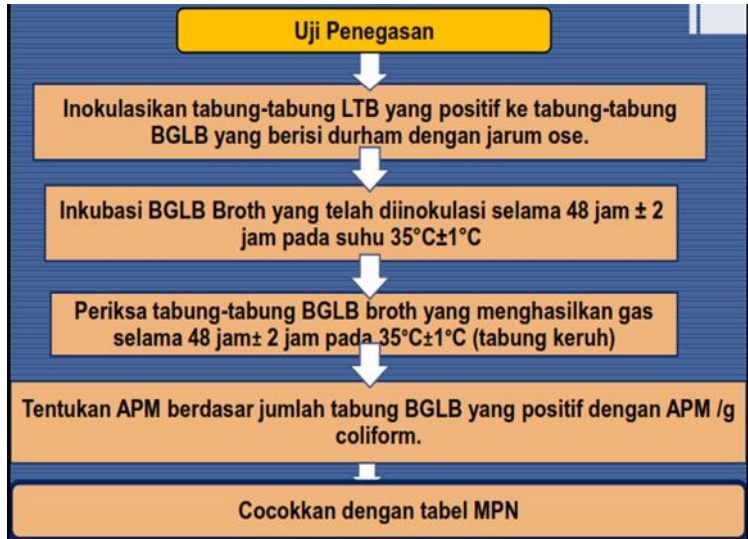 Uji Penegasan
Inokulasikan tabung-tabung LTB yang positif ke tabung-tabung
BGLB yang berisi durham dengan jarum ose.
Inkubasi BGLB Broth yang telah diinokulasi selama 48 jam ± 2
jam pada suhu 35°C±1°C
Periksa tabung-tabung BGLB broth yang menghasilkan gas
selama 48 jam± 2 jam pada 35°C±1°C (tabung keruh)
Tentukan APM berdasar jumlah tabung BGLB yang positif dengan APM /g
coliform.
Cocokkan dengan tabel MPN